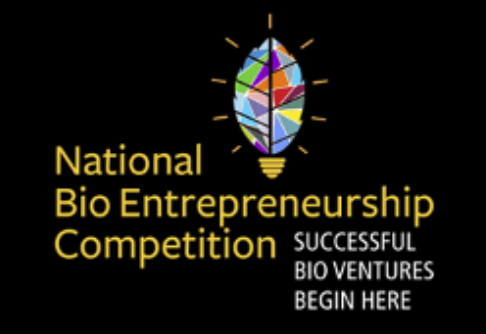 National
Bio Entrepreneurship
Competition
SUCCESSFUL
BIO VENTURES
BEGIN HERE